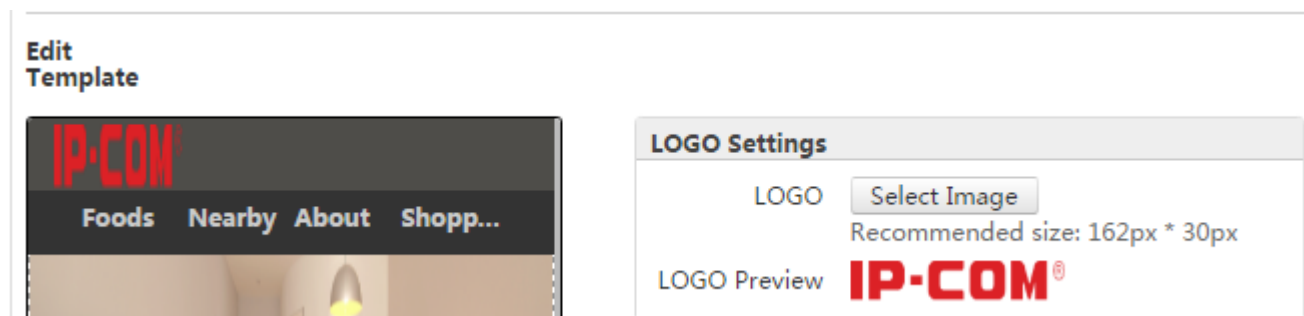 Edit
Template
IP-COM®
Foods Nearby About Shopp...
LOGO Settings
LOGO Select Image
Recommended size: 162px * 30px
LOGO Preview IP-COM®